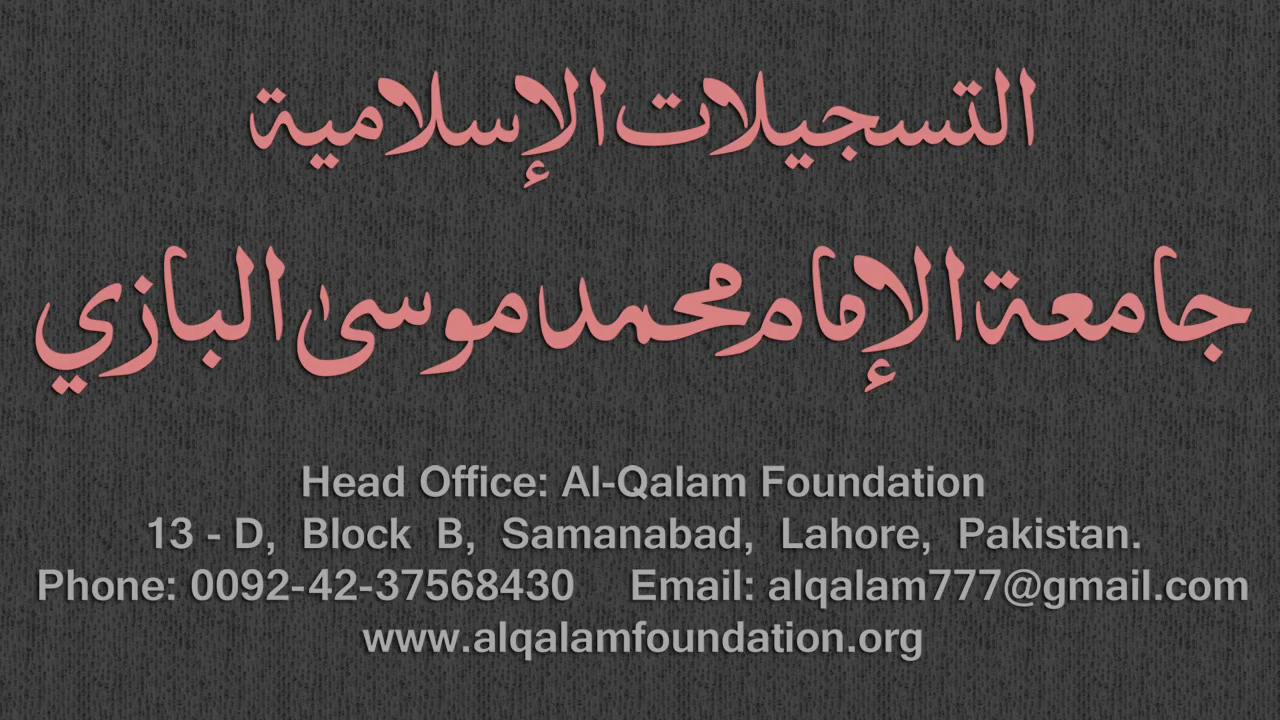 التسجيلات الإسلامية
جامعة الإمام محمد موسىٰ البازي
Head Office: Al-Qalam Foundation
13 - D, Block B, Samanabad, Lahore, Pakistan.
Phone: 0092-42-37568430 Email: alqalam777@gmail.com
www.alqalamfoundation.org